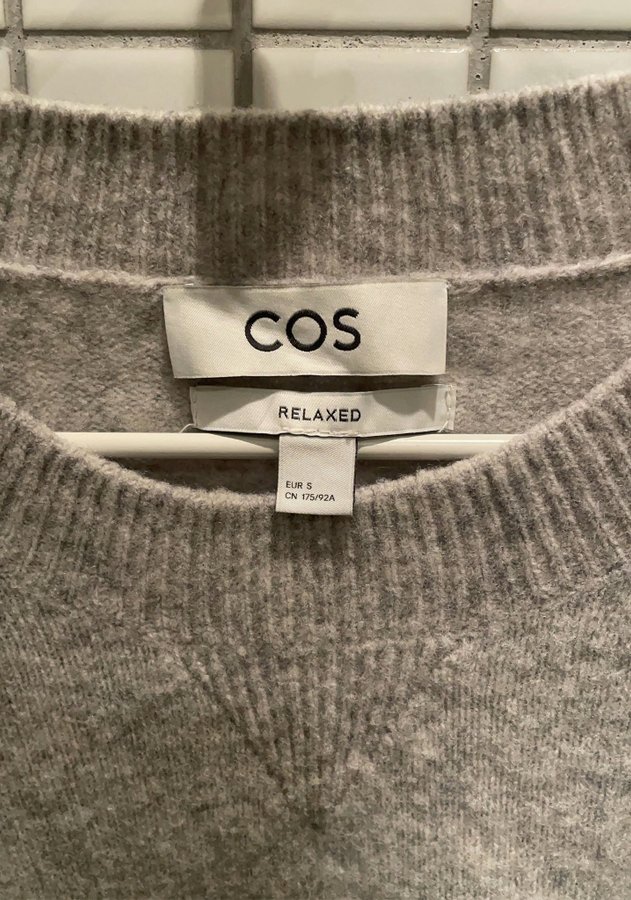 COS
RELAXED
EUR S
CN 175/92A